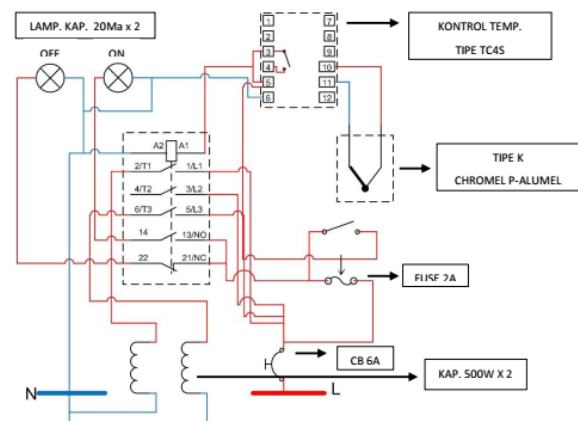 LAMP. KAP. 20Ma x 2
OFF
ON
1
7
2
8
3
9
4
10
5
11
6
12
KONTROL TEMP.
TIPE TC4S
A2
A1
2/T1
1/L1
4/T2
3/L2
6/T3
5/L3
14
13/NO
22
21/NC
TIPE K
CHROMEL P-ALUMEL
FUSE 2A
CB 6A
KAP. 500W X 2
N
L